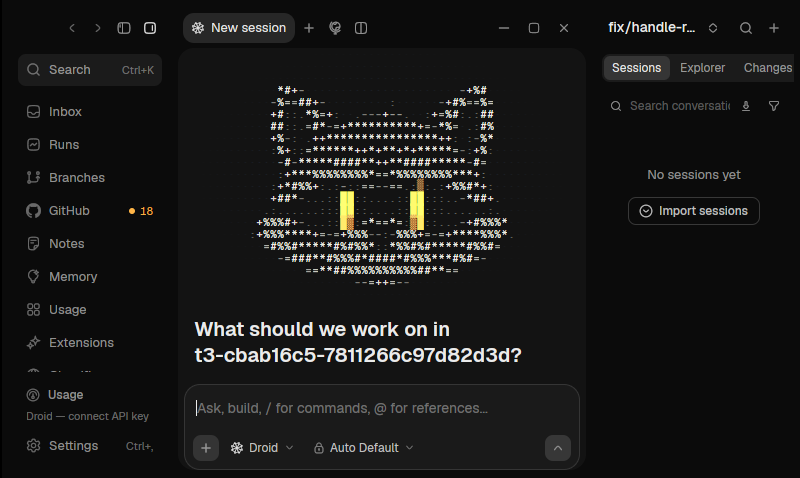 New session
fix/handle-r...
Search
Ctrl+K
Inbox
Runs
Branches
GitHub
18
Notes
Memory
Usage
Extensions
Usage
Droid — connect API key
Settings
Ctrl+,
What should we work on in
t3-cbab16c5-7811266c97d82d3d?
Ask, build, / for commands, @ for references...
Droid
Auto Default
Sessions
Explorer
Changes
Search conversatio
No sessions yet
Import sessions